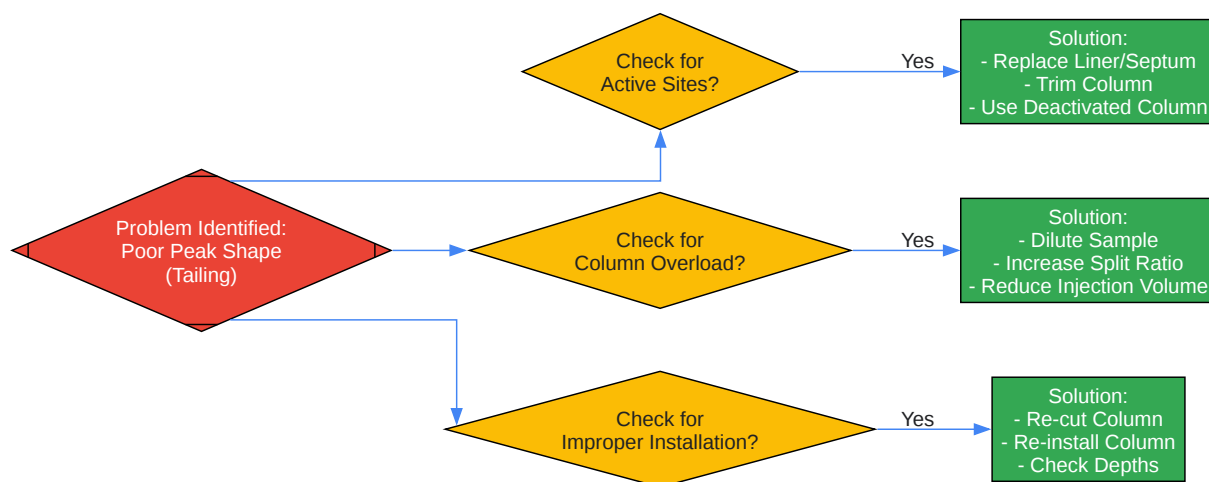 Check for
Active Sites?
Yes
Solution:
- Replace Liner/Septum
- Trim Column
- Use Deactivated Column
Problem Identified:
Poor Peak Shape
(Tailing)
Check for
Column Overload?
Yes
Solution:
- Dilute Sample
- Increase Split Ratio
- Reduce Injection Volume
Check for
Improper Installation?
Yes
Solution:
- Re-cut Column
- Re-install Column
- Check Depths